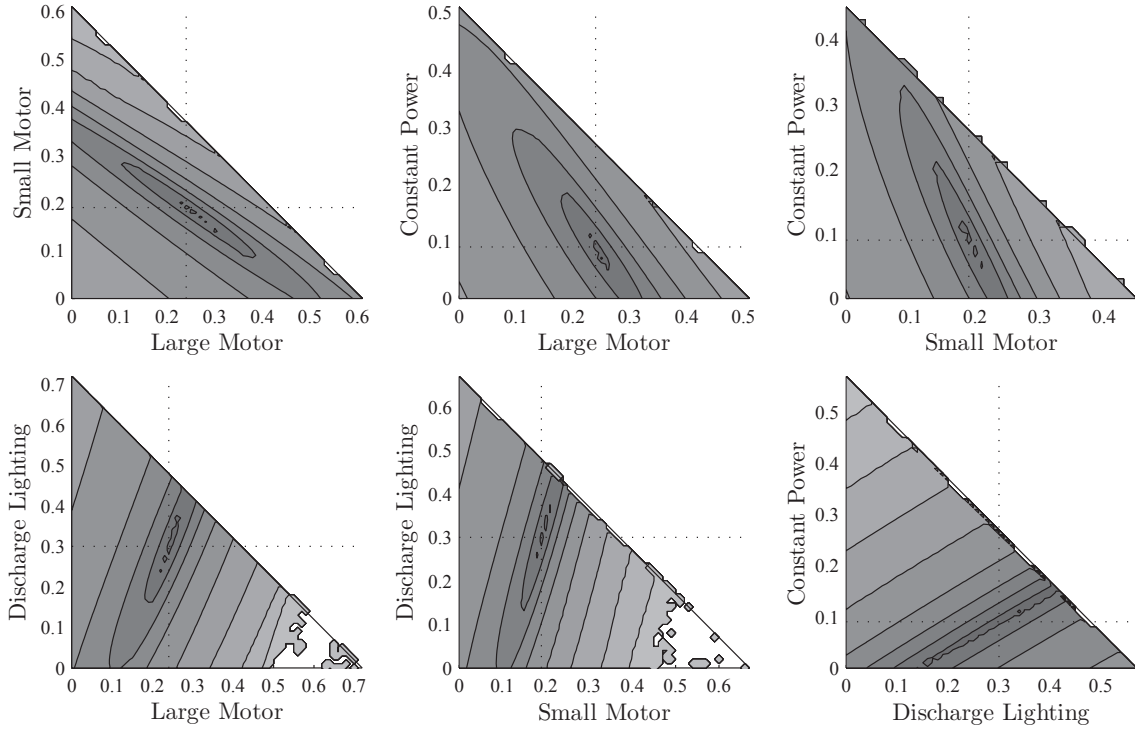 0.6
0.5
0.4
0.3
0.2
0.1
0
Small Motor
0 0.1 0.2 0.3 0.4 0.5 0.6
Large Motor
0.5
0.4
0.3
0.2
0.1
0
Constant Power
0 0.1 0.2 0.3 0.4 0.5
Large Motor
0.4
0.3
0.2
0.1
0
Constant Power
0 0.1 0.2 0.3 0.4
Small Motor
0.7
0.6
0.5
0.4
0.3
0.2
0.1
0
Discharge Lighting
0 0.1 0.2 0.3 0.4 0.5 0.6 0.7
Large Motor
0.6
0.5
0.4
0.3
0.2
0.1
0
Discharge Lighting
0 0.1 0.2 0.3 0.4 0.5 0.6
Small Motor
0.5
0.4
0.3
0.2
0.1
0
Constant Power
0 0.1 0.2 0.3 0.4 0.5
Discharge Lighting